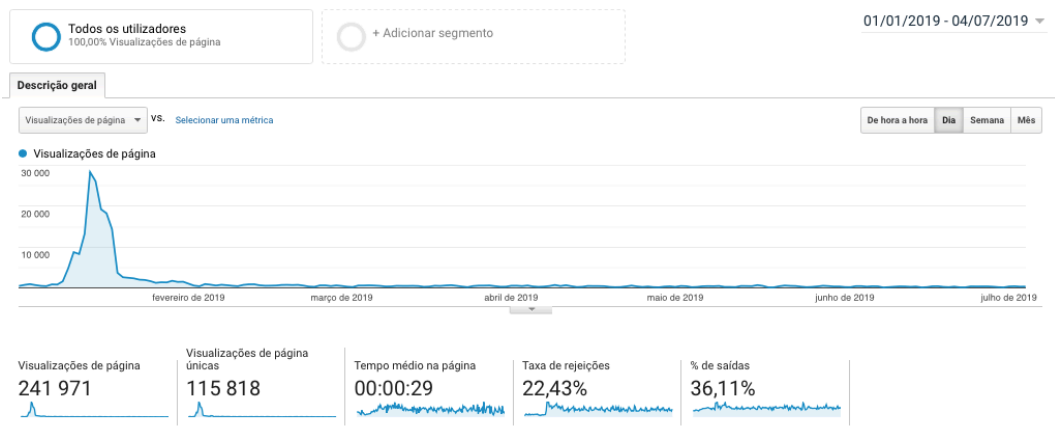 Todos os utilizadores
100,00% Visualizações de página
+ Adicionar segmento
01/01/2019 - 04/07/2019
Descrição geral
Visualizações de página VS. Selecionar uma métrica
De hora a hora Dia Semana Mês
Visualizações de página
30 000
20 000
10 000
fevereiro de 2019 março de 2019 abril de 2019 maio de 2019 junho de 2019 julho de 2019
Visualizações de página
241 971
Visualizações de página
únicas
115 818
Tempo médio na página
00:00:29
Taxa de rejeições
22,43%
% de saídas
36,11%